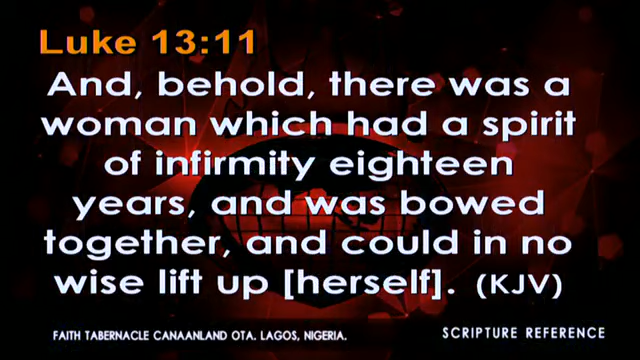 Luke 13:11
And, behold, there was a
woman which had a spirit
of infirmity eighteen
years, and was bowed
together, and could in no
wise lift up [herself]. (KJV)
FAITH TABERNACLE CANAANLAND OTA. LAGOS, NIGERIA.
SCRIPTURE REFERENCE